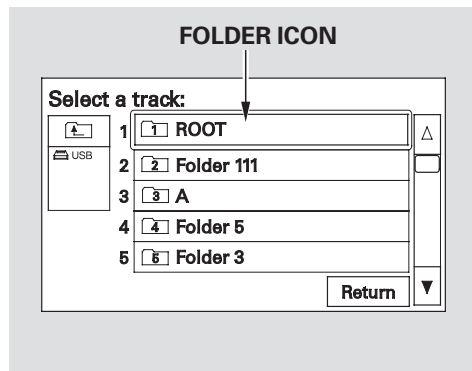 FOLDER ICON
Select a track:
USB
1 1 ROOT
2 2 Folder 111
3 3 A
4 4 Folder 5
5 5 Folder 3
Return